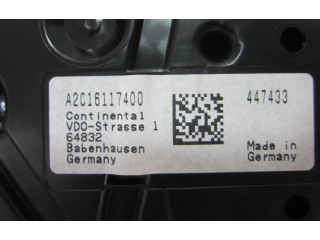 A2C16117400
447433
Continental
VDO-Strasse 1
64832
Babenhausen
Germany
Made in
Germany